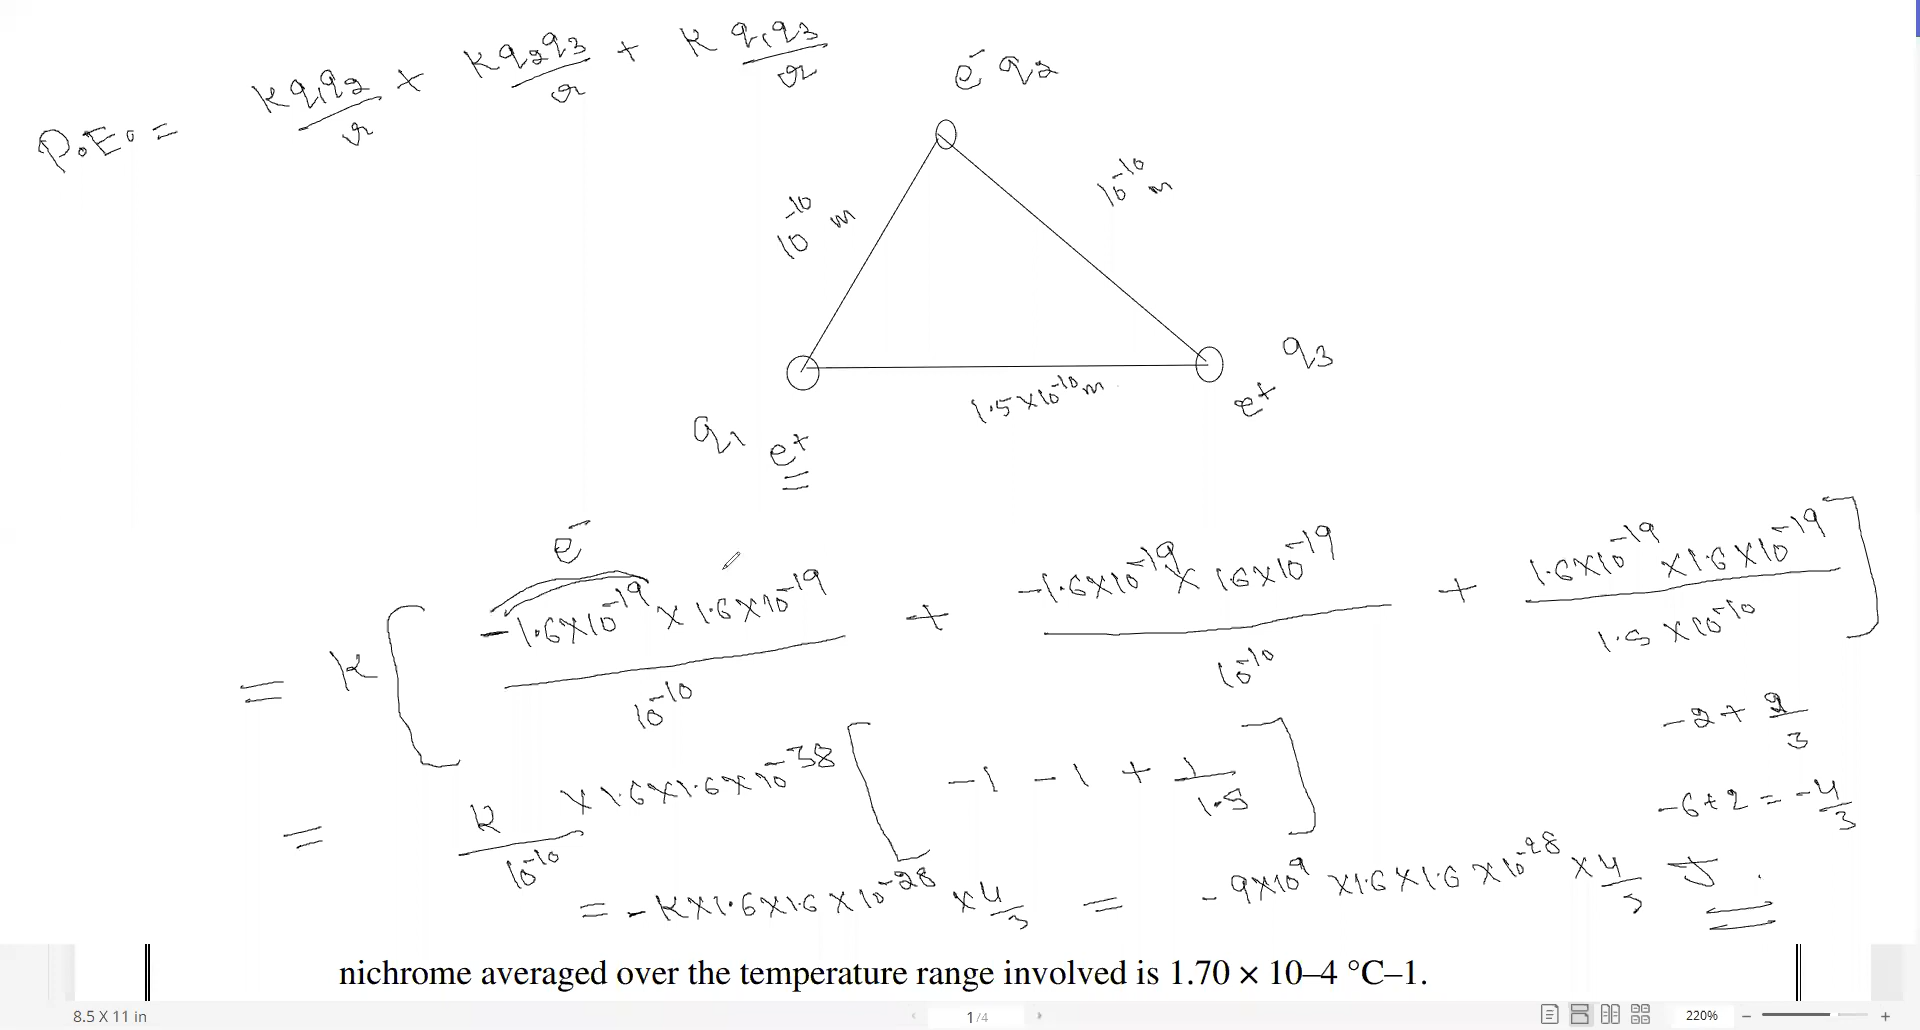 P.E. = Kq₁q₂/r + Kq₂q₃/r + K q₁q₃/r
e⁻ q₂
10⁻¹⁰ m
10⁻¹⁰ m
q₃
e⁺
1.5×10⁻¹⁰ m
q₁ e⁺
e⁻
= K [ -1.6×10⁻¹⁹ × 1.6×10⁻¹⁹ / 10⁻¹⁰ + -1.6×10⁻¹⁹ × 1.6×10⁻¹⁹ / 10⁻¹⁰ + 1.6×10⁻¹⁹ × 1.6×10⁻¹⁹ / 1.5×10⁻¹⁰ ]
-2 + 2/3
= K/10⁻¹⁰ × 1.6×1.6×10⁻³⁸ [ -1 - 1 + 1/1.5 ]
-6+2 = -4/3
= - K×1.6×1.6×10⁻²⁸ × 4/3 = - 9×10⁹ ×1.6×1.6×10⁻²⁸ × 4/3 J.
nichrome averaged over the temperature range involved is 1.70 × 10–4 °C–1.
8.5 X 11 in
1/4
220%